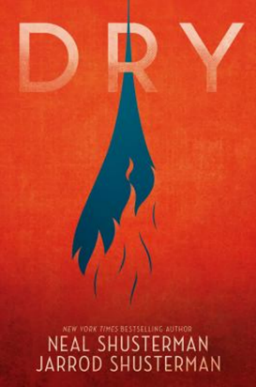 DRY
NEW YORK TIMES BESTSELLING AUTHOR
NEAL SHUSTERMAN
JARROD SHUSTERMAN